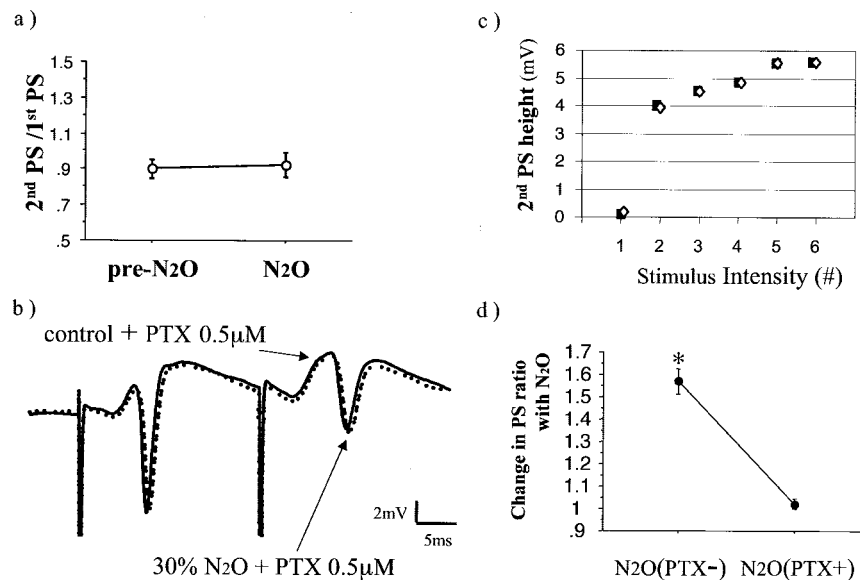 a )
2nd PS /1st PS
1.5
1.3
1.1
.9
.7
.5
pre-N2O
N2O
b )
control + PTX 0.5µM
2mV
5ms
30% N2O + PTX 0.5µM
c )
2nd PS height (mV)
6
5
4
3
2
1
0
1 2 3 4 5 6
Stimulus Intensity (#)
d )
Change in PS ratio
with N2O
1.7
1.6
1.5
1.4
1.3
1.2
1.1
1
.9
*
N2O(PTX−) N2O(PTX+)